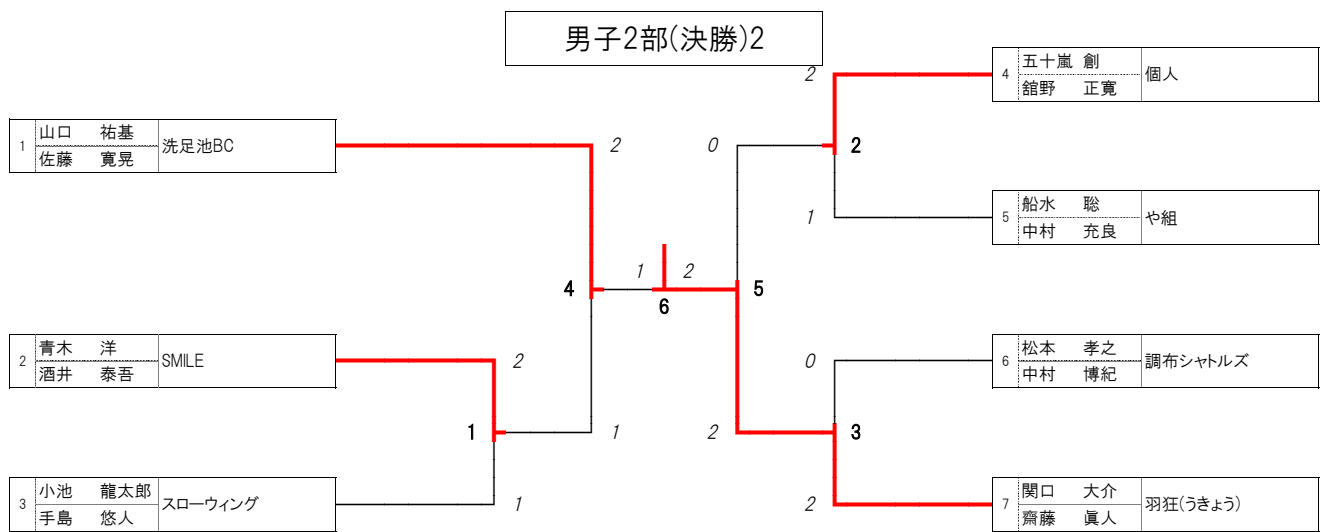 男子2部(決勝)2
1 山口 祐基 洗足池BC
佐藤 寛晃
2 青木 洋 SMILE
酒井 泰吾
3 小池 龍太郎 スローウィング
手島 悠人
2
2
1
1
1
4
1
2
6
5
0
2
2
1
0
2
2
3
4 五十嵐 創 個人
舘野 正寛
5 船水 聡 や組
中村 充良
6 松本 孝之 調布シャトルズ
中村 博紀
7 関口 大介 羽狂(うきょう)
齋藤 眞人